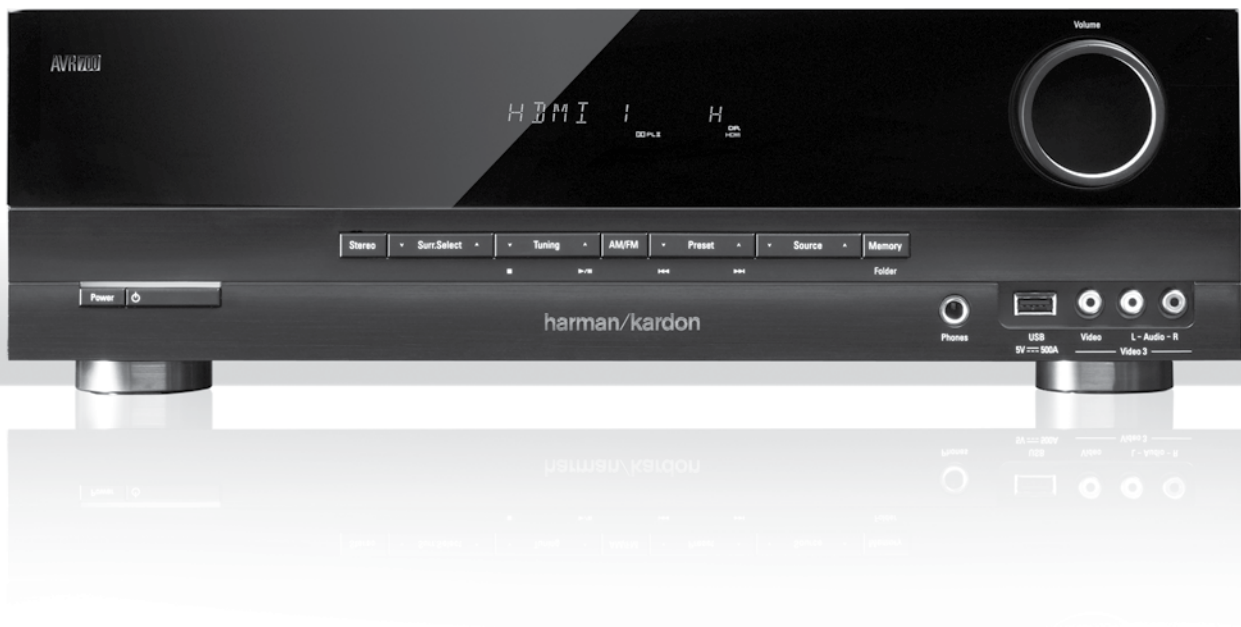 Volume
AVR 700
HDMI 1 H
Stereo Surr.Select Tuning AM/FM Preset Source Memory
Folder
Power
harman/kardon
Phones
USB
5V 500A
Video L - Audio - R
Video 3